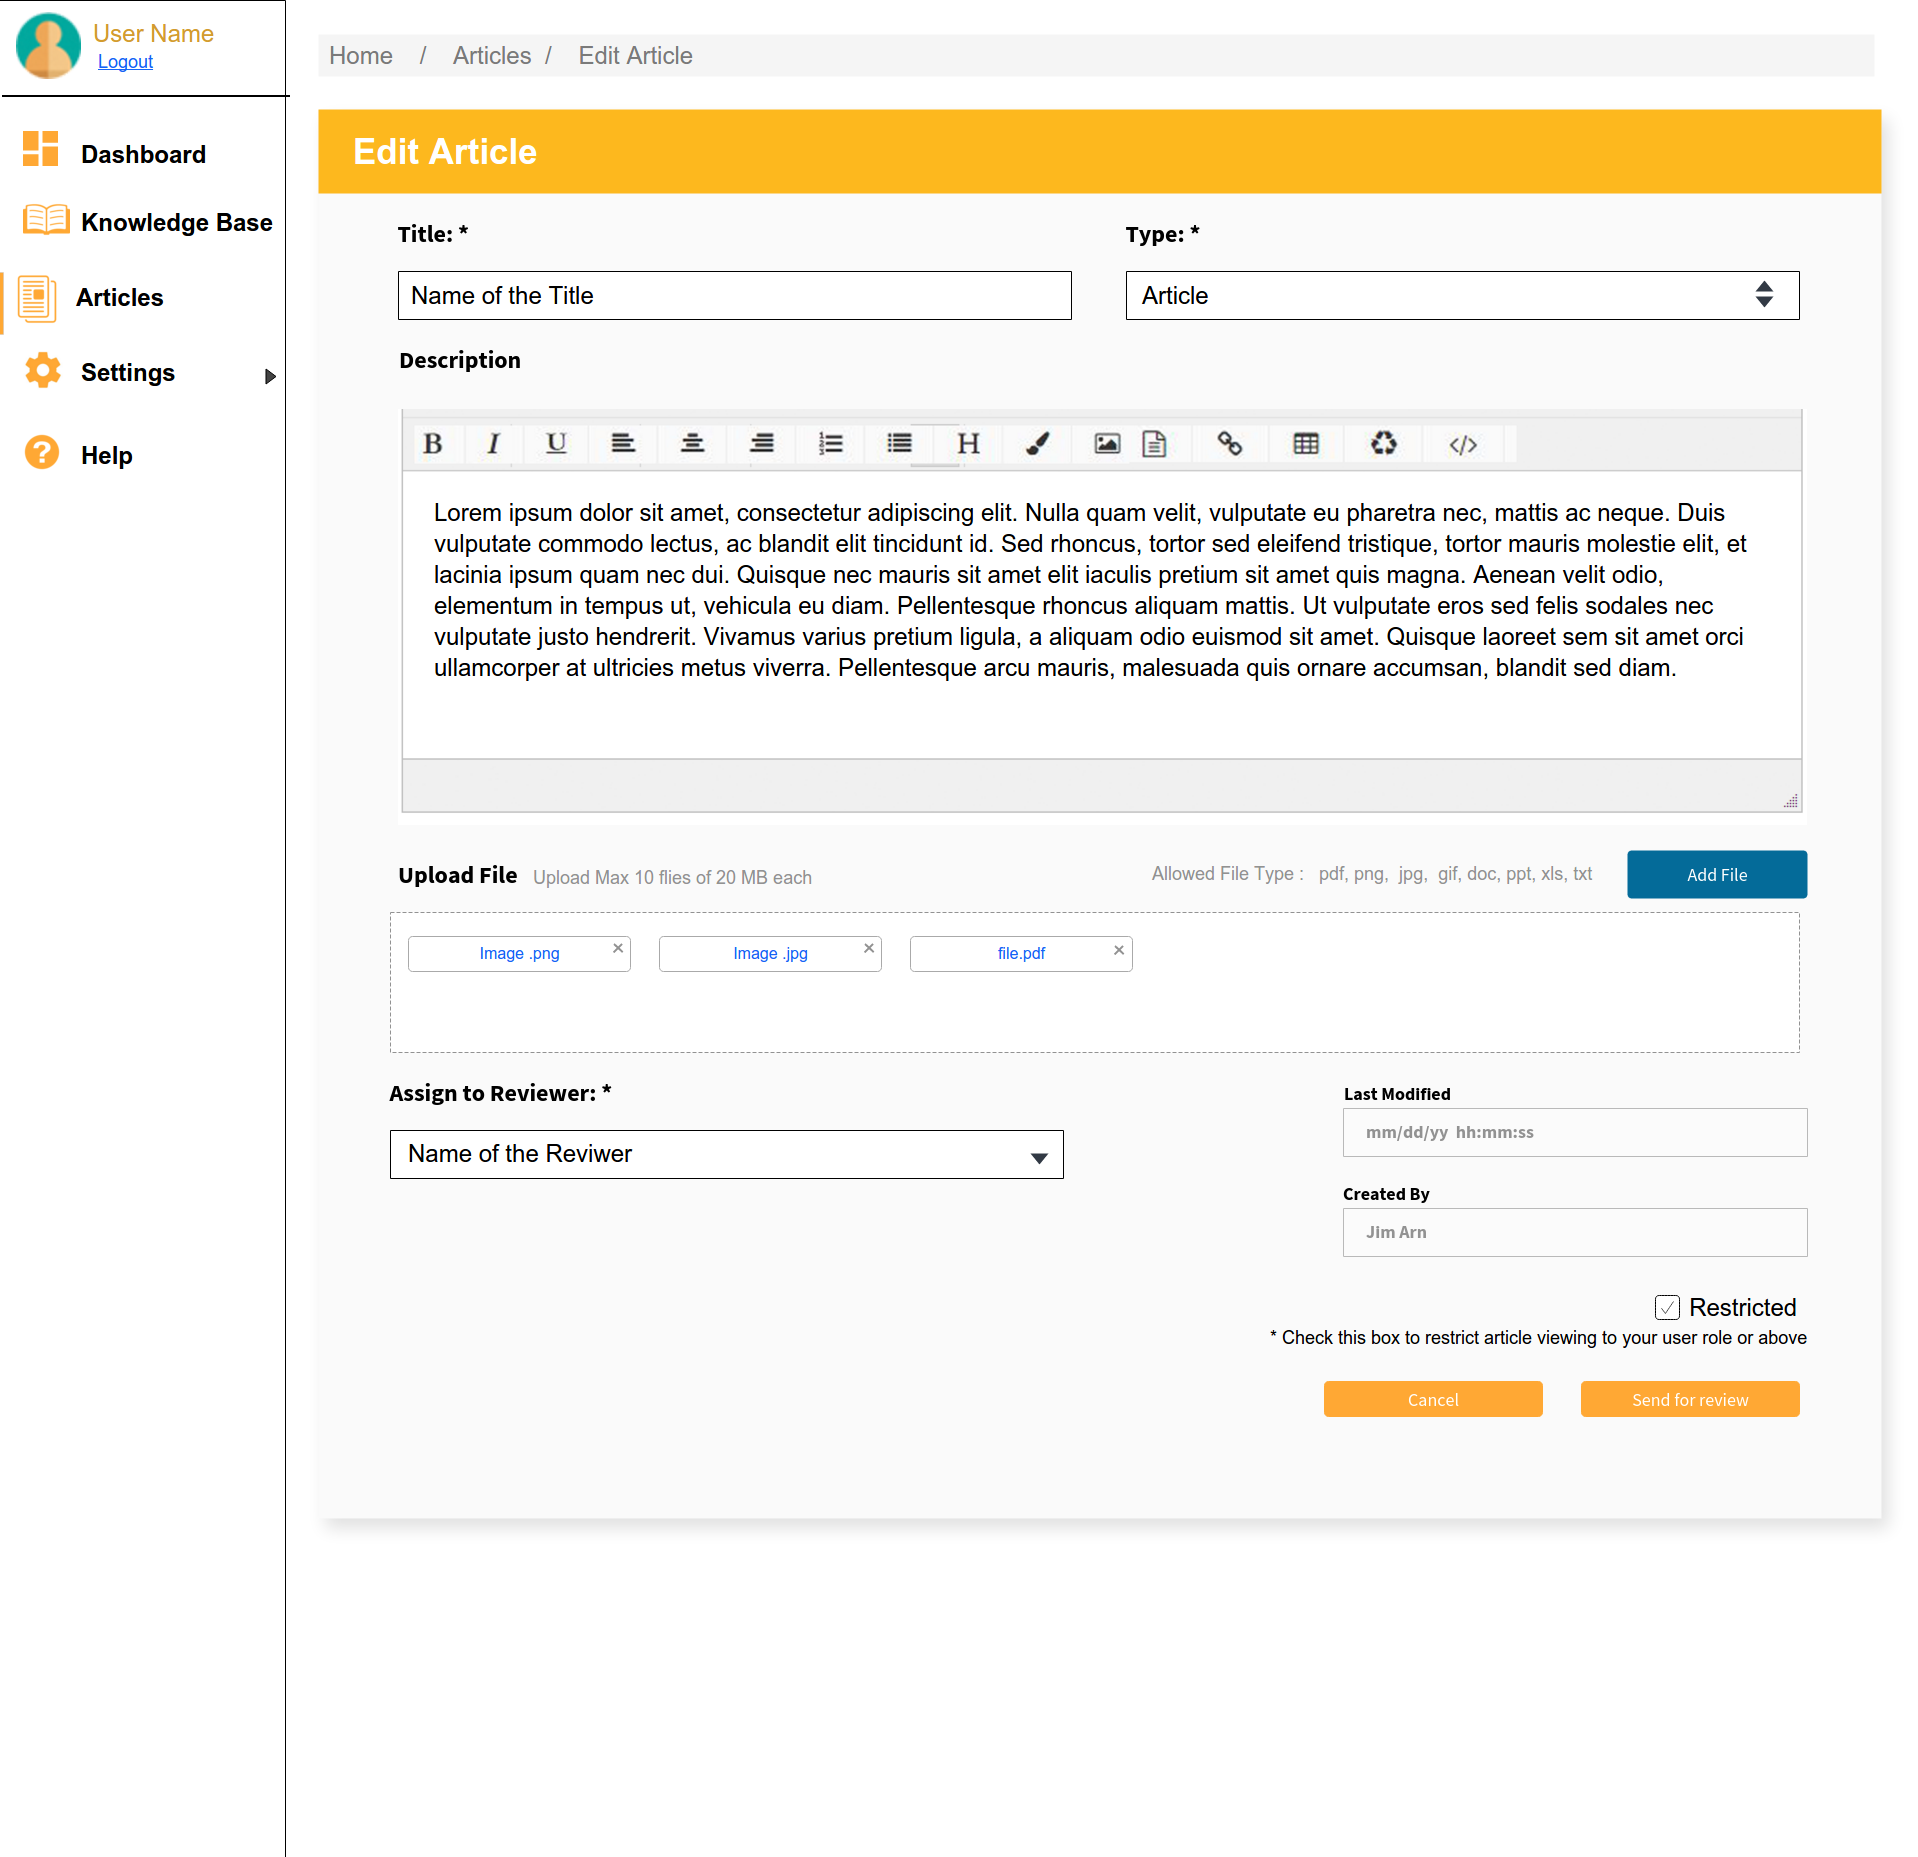 User Name
Logout
Dashboard
Knowledge Base
Articles
Settings
Help
Home / Articles / Edit Article
Edit Article
Title: *
Type: *
Name of the Title
Article
Description
B I U H </>
Lorem ipsum dolor sit amet, consectetur adipiscing elit. Nulla quam velit, vulputate eu pharetra nec, mattis ac neque. Duis
vulputate commodo lectus, ac blandit elit tincidunt id. Sed rhoncus, tortor sed eleifend tristique, tortor mauris molestie elit, et
lacinia ipsum quam nec dui. Quisque nec mauris sit amet elit iaculis pretium sit amet quis magna. Aenean velit odio,
elementum in tempus ut, vehicula eu diam. Pellentesque rhoncus aliquam mattis. Ut vulputate eros sed felis sodales nec
vulputate justo hendrerit. Vivamus varius pretium ligula, a aliquam odio euismod sit amet. Quisque laoreet sem sit amet orci
ullamcorper at ultricies metus viverra. Pellentesque arcu mauris, malesuada quis ornare accumsan, blandit sed diam.
Upload File Upload Max 10 flies of 20 MB each
Allowed File Type : pdf, png, jpg, gif, doc, ppt, xls, txt
Add File
Image .png
Image .jpg
file.pdf
Assign to Reviewer: *
Name of the Reviwer
Last Modified
mm/dd/yy hh:mm:ss
Created By
Jim Arn
Restricted
* Check this box to restrict article viewing to your user role or above
Cancel
Send for review